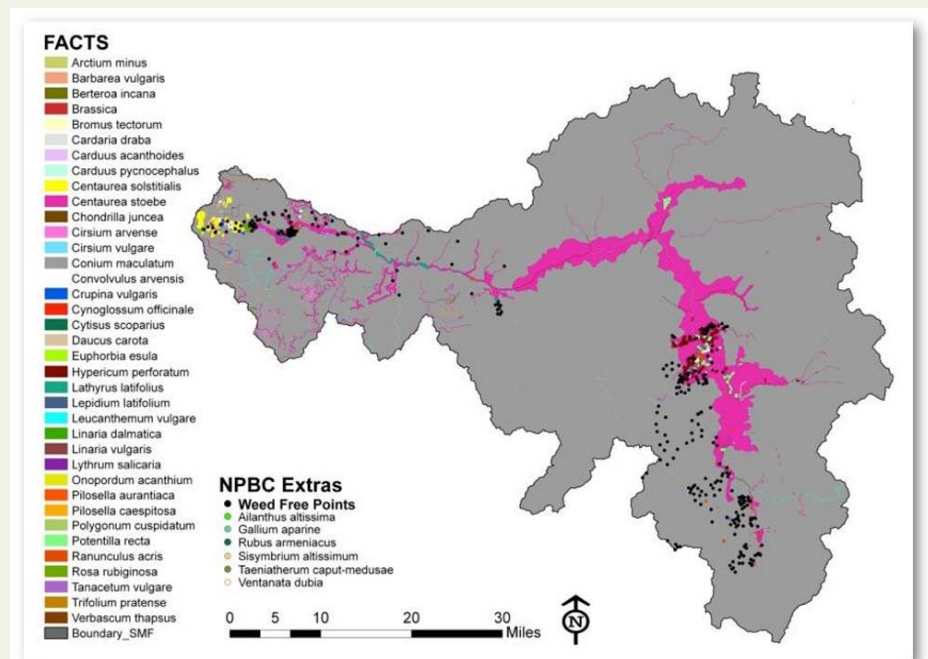 FACTS
Arctium minus
Barbarea vulgaris
Berteroa incana
Brassica
Bromus tectorum
Cardaria draba
Carduus acanthoides
Carduus pycnocephalus
Centaurea solstitialis
Centaurea stoebe
Chondrilla juncea
Cirsium arvense
Cirsium vulgare
Conium maculatum
Convolvulus arvensis
Crupina vulgaris
Cynoglossum officinale
Cytisus scoparius
Daucus carota
Euphorbia esula
Hypericum perforatum
Lathyrus latifolius
Lepidium latifolium
Leucanthemum vulgare
Linaria dalmatica
Linaria vulgaris
Lythrum salicaria
Onopordum acanthium
Pilosella aurantiaca
Pilosella caespitosa
Polygonum cuspidatum
Potentilla recta
Ranunculus acris
Rosa rubiginosa
Tanacetum vulgare
Trifolium pratense
Verbascum thapsus
Boundary_SMF
NPBC Extras
Weed Free Points
Ailanthus altissima
Gallium aparine
Rubus armeniacus
Sisymbrium altissimum
Taeniatherum caput-medusae
Ventanata dubia
0 5 10 20 30
Miles
N